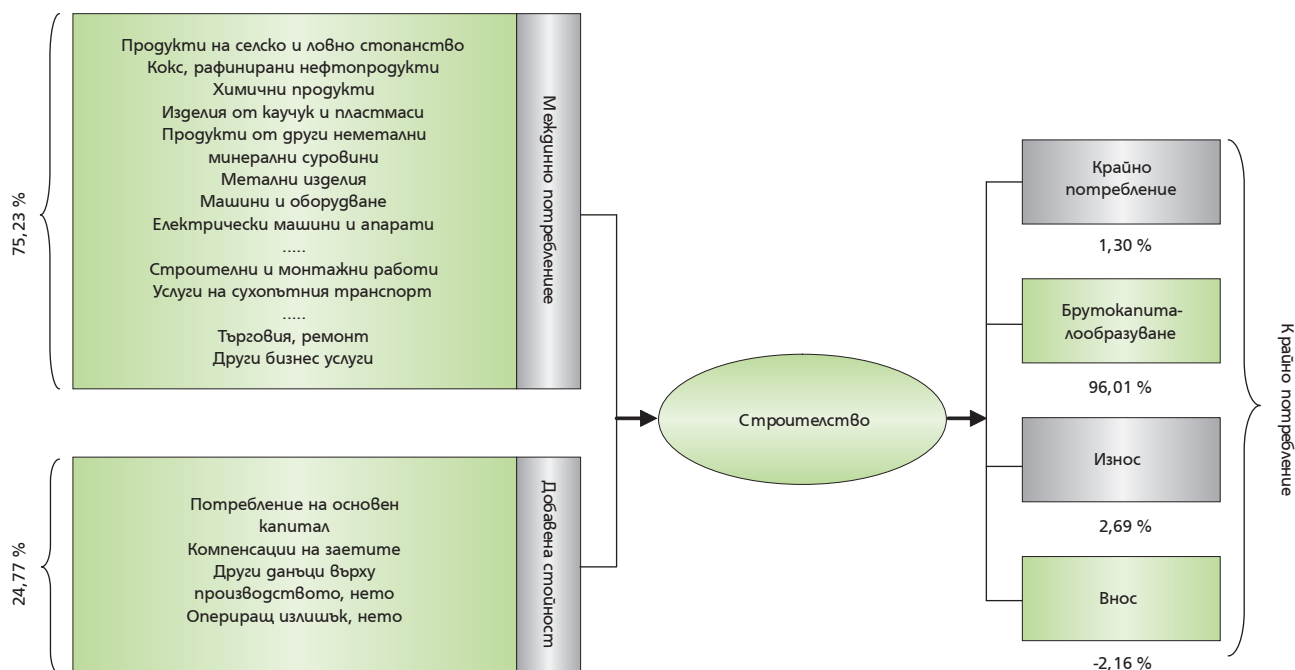 75,23 %
Продукти на селско и ловно стопанство
Кокс, рафинирани нефтопродукти
Химични продукти
Изделия от каучук и пластмаси
Продукти от други неметални
минерални суровини
Метални изделия
Машини и оборудване
Електрически машини и апарати
.....
Строителни и монтажни работи
Услуги на сухопътния транспорт
.....
Търговия, ремонт
Други бизнес услуги
Междинно потреблениее
24,77 %
Потребление на основен
капитал
Компенсации на заетите
Други данъци върху
производството, нето
Опериращ излишък, нето
Добавена стойност
Строителство
Крайно
потребление
1,30 %
Брутокапита-
лообразуване
96,01 %
Износ
2,69 %
Внос
-2,16 %
Крайно потребление